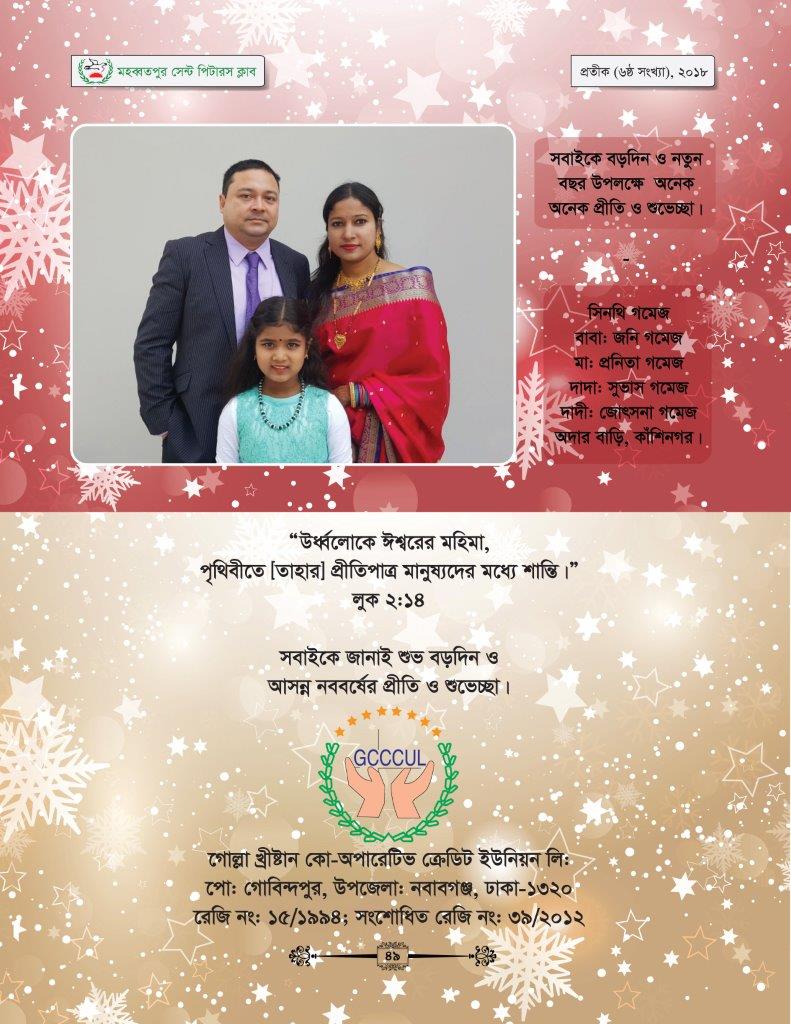 মহব্বতপুর সেন্ট পিটারস ক্লাব
প্রতীক (৬ষ্ঠ সংখ্যা), ২০১৮
সবাইকে বড়দিন ও নতুন
বছর উপলক্ষে অনেক
অনেক প্রীতি ও শুভেচ্ছা।
-
সিনথি গমেজ
বাবা: জনি গমেজ
মা: প্রনিতা গমেজ
দাদা: সুভাস গমেজ
দাদী: জোৎসনা গমেজ
অদার বাড়ি, কাঁশিনগর।
“উর্ধ্বলোকে ঈশ্বরের মহিমা,
পৃথিবীতে [তাহার] প্রীতিপাত্র মানুষ্যদের মধ্যে শান্তি।”
লুক ২:১৪
সবাইকে জানাই শুভ বড়দিন ও
আসন্ন নববর্ষের প্রীতি ও শুভেচ্ছা।
GCCCUL
গোল্লা খ্রীষ্টান কো-অপারেটিভ ক্রেডিট ইউনিয়ন লি:
পো: গোবিন্দপুর, উপজেলা: নবাবগঞ্জ, ঢাকা-১৩২০
রেজি নং: ১৫/১৯৯৪; সংশোধিত রেজি নং: ৩৯/২০১২
৪৯